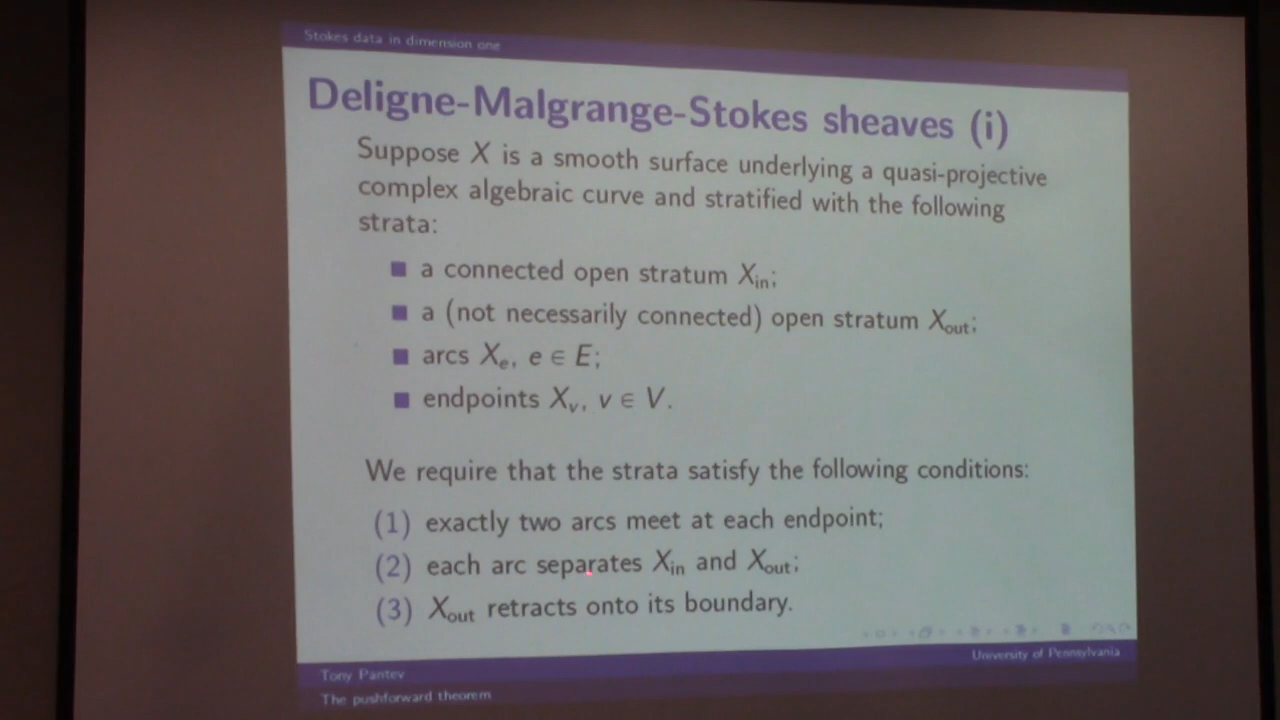 Stokes data in dimension one
Deligne-Malgrange-Stokes sheaves (i)
Suppose X is a smooth surface underlying a quasi-projective
complex algebraic curve and stratified with the following
strata:
■ a connected open stratum X_in;
■ a (not necessarily connected) open stratum X_out;
■ arcs X_e, e ∈ E;
■ endpoints X_v, v ∈ V.
We require that the strata satisfy the following conditions:
(1) exactly two arcs meet at each endpoint;
(2) each arc separates X_in and X_out;
(3) X_out retracts onto its boundary.
Tony Pantev
University of Pennsylvania
The pushforward theorem